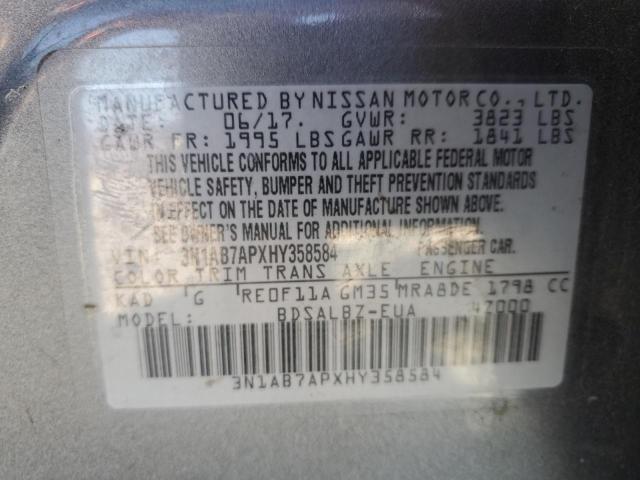 MANUFACTURED BY NISSAN MOTOR CO., LTD.
DATE: 06/17. GVWR: 3823 LBS
GAWR FR: 1995 LBS GAWR RR: 1841 LBS
THIS VEHICLE CONFORMS TO ALL APPLICABLE FEDERAL MOTOR
VEHICLE SAFETY, BUMPER AND THEFT PREVENTION STANDARDS
IN EFFECT ON THE DATE OF MANUFACTURE SHOWN ABOVE.
SEE OWNER'S MANUAL FOR ADDITIONAL INFORMATION.
VIN: 3N1AB7APXHY358584 PASSENGER CAR.
COLOR TRIM TRANS AXLE ENGINE
KAD G RE0F11A GM35 MRA8DE 1798 CC
MODEL: BDSALBZ-EUA 4Z000
3N1AB7APXHY358584